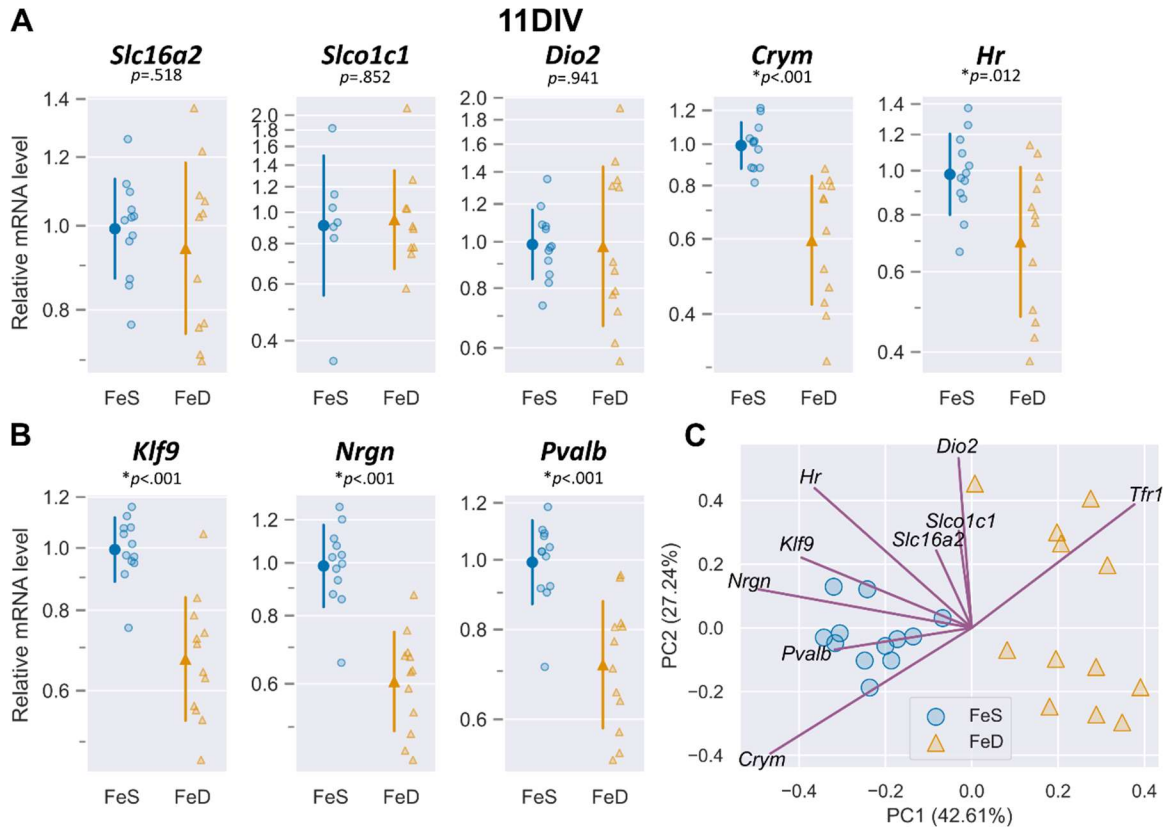 A
11DIV
Slc16a2
p=.518
Slco1c1
p=.852
Dio2
p=.941
Crym
*p<.001
Hr
*p=.012
Relative mRNA level
1.4
1.2
1.0
0.8
FeS
FeD
2.0
1.8
1.6
1.4
1.2
1.0
0.8
0.6
0.4
FeS
FeD
2.0
1.8
1.6
1.4
1.2
1.0
0.8
0.6
FeS
FeD
1.2
1.0
0.8
0.6
0.4
FeS
FeD
1.4
1.2
1.0
0.8
0.6
0.4
FeS
FeD
B
Klf9
*p<.001
Nrgn
*p<.001
Pvalb
*p<.001
Relative mRNA level
1.2
1.0
0.8
0.6
FeS
FeD
1.2
1.0
0.8
0.6
FeS
FeD
1.2
1.0
0.8
0.6
FeS
FeD
C
Dio2
Hr
Tfr1
Slco1c1
Slc16a2
Klf9
Nrgn
Pvalb
Crym
PC2 (27.24%)
0.4
0.2
0.0
−0.2
−0.4
FeS
FeD
−0.4
−0.2
0.0
0.2
0.4
PC1 (42.61%)